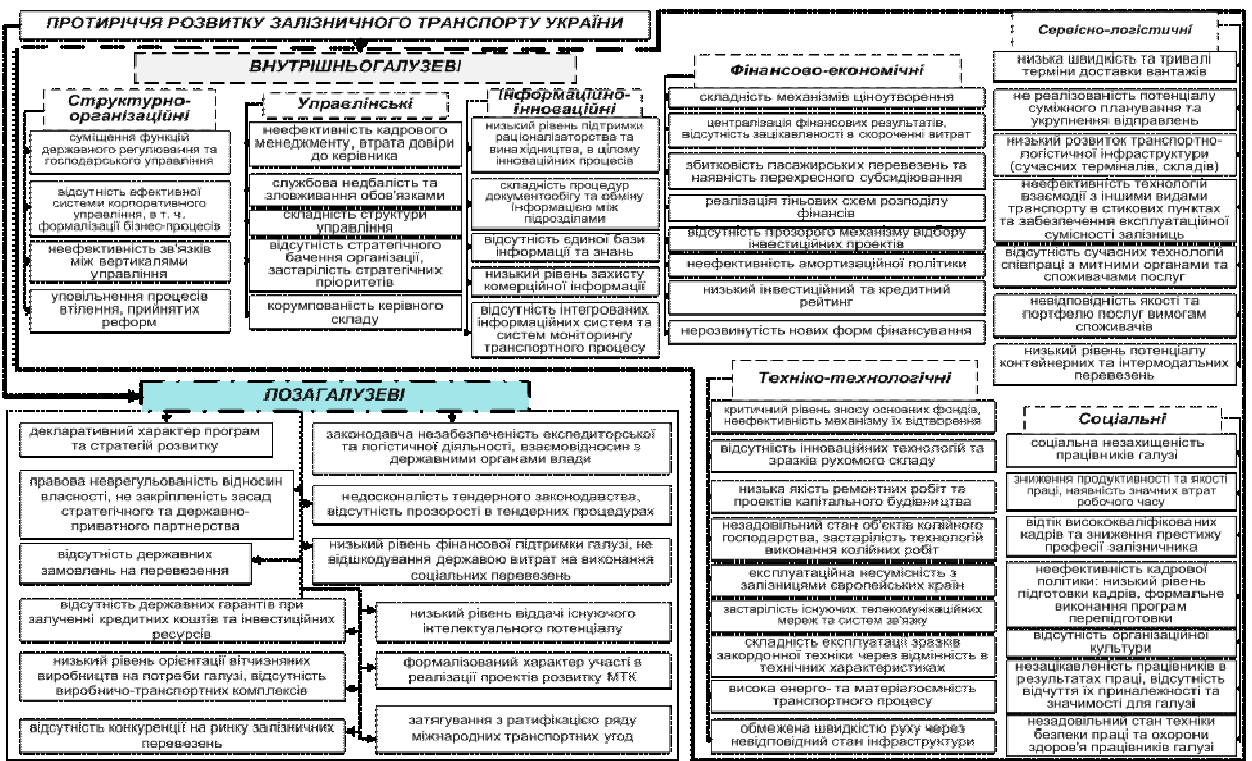 ПРОТИРІЧЧЯ РОЗВИТКУ ЗАЛІЗНИЧНОГО ТРАНСПОРТУ УКРАЇНИ
ВНУТРІШНЬОГАЛУЗЕВІ
Структурно-
організаційні
суміщення функцій
державного регулювання та
господарського управління
відсутність ефективної
системи корпоративного
управління, в т. ч.
формалізації бізнес-процесів
неефективність зв'язків
між вертикалями
управління
уповільнення процесів
втілення, прийнятих
реформ
Управлінські
неефективність кадрового
менеджменту, втрата довіри
до керівника
службова недбалість та
зловживання обов'язками
складність структури
управління
відсутність стратегічного
бачення організації,
застарілість стратегічних
пріоритетів
корумпованість керівного
складу
Інформаційно-
інноваційні
низький рівень підтримки
раціоналізаторства та
винахідництва, в цілому
інноваційних процесів
складність процедур
документообігу та обміну
інформацією між
підрозділами
відсутність єдиної бази
інформації та знань
низький рівень захисту
комерційної інформації
відсутність інтегрованих
інформаційних систем та
систем моніторингу
транспортного процесу
Фінансово-економічні
складність механізмів ціноутворення
централізація фінансових результатів,
відсутність зацікавленості в скороченні витрат
збитковість пасажирських перевезень та
наявність перехресного субсидіювання
реалізація тіньових схем розподілу
фінансів
відсутність прозорого механізму відбору
інвестиційних проектів
неефективність амортизаційної політики
низький інвестиційний та кредитний
рейтинг
нерозвинутість нових форм фінансування
Сервісно-логістичні
низька швидкість та тривалі
терміни доставки вантажів
не реалізованість потенціалу
суміжного планування та
укрупнення відправлень
низький розвиток транспортно-
логістичної інфраструктури
(сучасних терміналів, складів)
неефективність технологій
взаємодії з іншими видами
транспорту в стикових пунктах
та забезпечення експлуатаційної
сумісності залізниць
відсутність сучасних технологій
співпраці з митними органами та
споживачами послуг
невідповідність якості та
портфелю послуг вимогам
споживачів
низький рівень потенціалу
контейнерних та інтермодальних
перевезень
ПОЗАГАЛУЗЕВІ
декларативний характер програм
та стратегій розвитку
правова неврегульованість відносин
власності, не закріпленість засад
стратегічного та державно-
приватного партнерства
відсутність державних
замовлень на перевезення
відсутність державних гарантів при
залученні кредитних коштів та інвестиційних
ресурсів
низький рівень орієнтації вітчизняних
виробництв на потреби галузі, відсутність
виробничо-транспортних комплексів
відсутність конкуренції на ринку залізничних
перевезень
законодавча незабезпеченість експедиторської
та логістичної діяльності, взаємовідносин з
державними органами влади
недосконалість тендерного законодавства,
відсутність прозорості в тендерних процедурах
низький рівень фінансової підтримки галузі, не
відшкодування державою витрат на виконання
соціальних перевезень
низький рівень віддачі існуючого
інтелектуального потенціалу
формалізований характер участі в
реалізації проектів розвитку МТК
затягування з ратифікацією ряду
міжнародних транспортних угод
Техніко-технологічні
критичний рівень зносу основних фондів,
неефективність механізму їх відтворення
відсутність інноваційних технологій та
зразків рухомого складу
низька якість ремонтних робіт та
проектів капітального будівництва
незадовільний стан об'єктів колійного
господарства, застарілість технологій
виконання колійних робіт
експлуатаційна несумісність з
залізницями європейських країн
застарілість існуючих телекомунікаційних
мереж та систем зв'язку
складність експлуатації зразків
закордонної техніки через відмінність в
технічних характеристиках
висока енерго- та матеріалоємність
транспортного процесу
обмежена швидкістю руху через
невідповідний стан інфраструктури
Соціальні
соціальна незахищеність
працівників галузі
зниження продуктивності та якості
праці, наявність значних втрат
робочого часу
відтік висококваліфікованих
кадрів та зниження престижу
професії залізничника
неефективність кадрової
політики: низький рівень
підготовки кадрів, формальне
виконання програм
перепідготовки
відсутність організаційної
культури
незацікавленість працівників в
результатах праці, відсутність
відчуття їх приналежності та
значимості для галузі
незадовільний стан техніки
безпеки праці та охорони
здоров'я працівників галузі